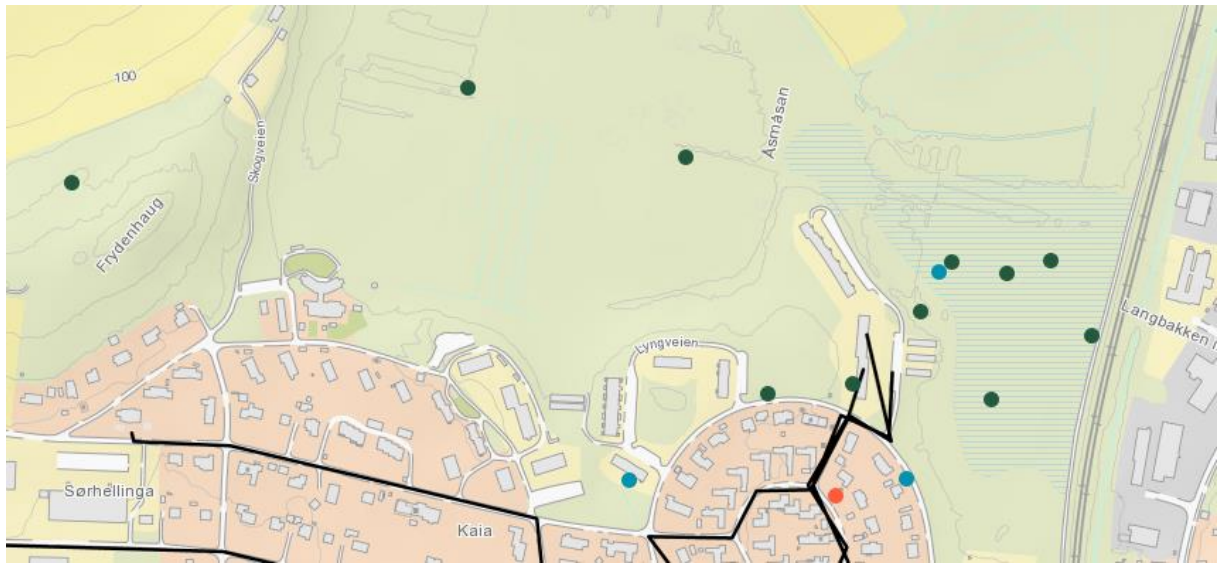 100
Skogveien
Åsmåsan
Frydenhaug
Langbakken
Lyngveien
Sørhellinga
Kaia